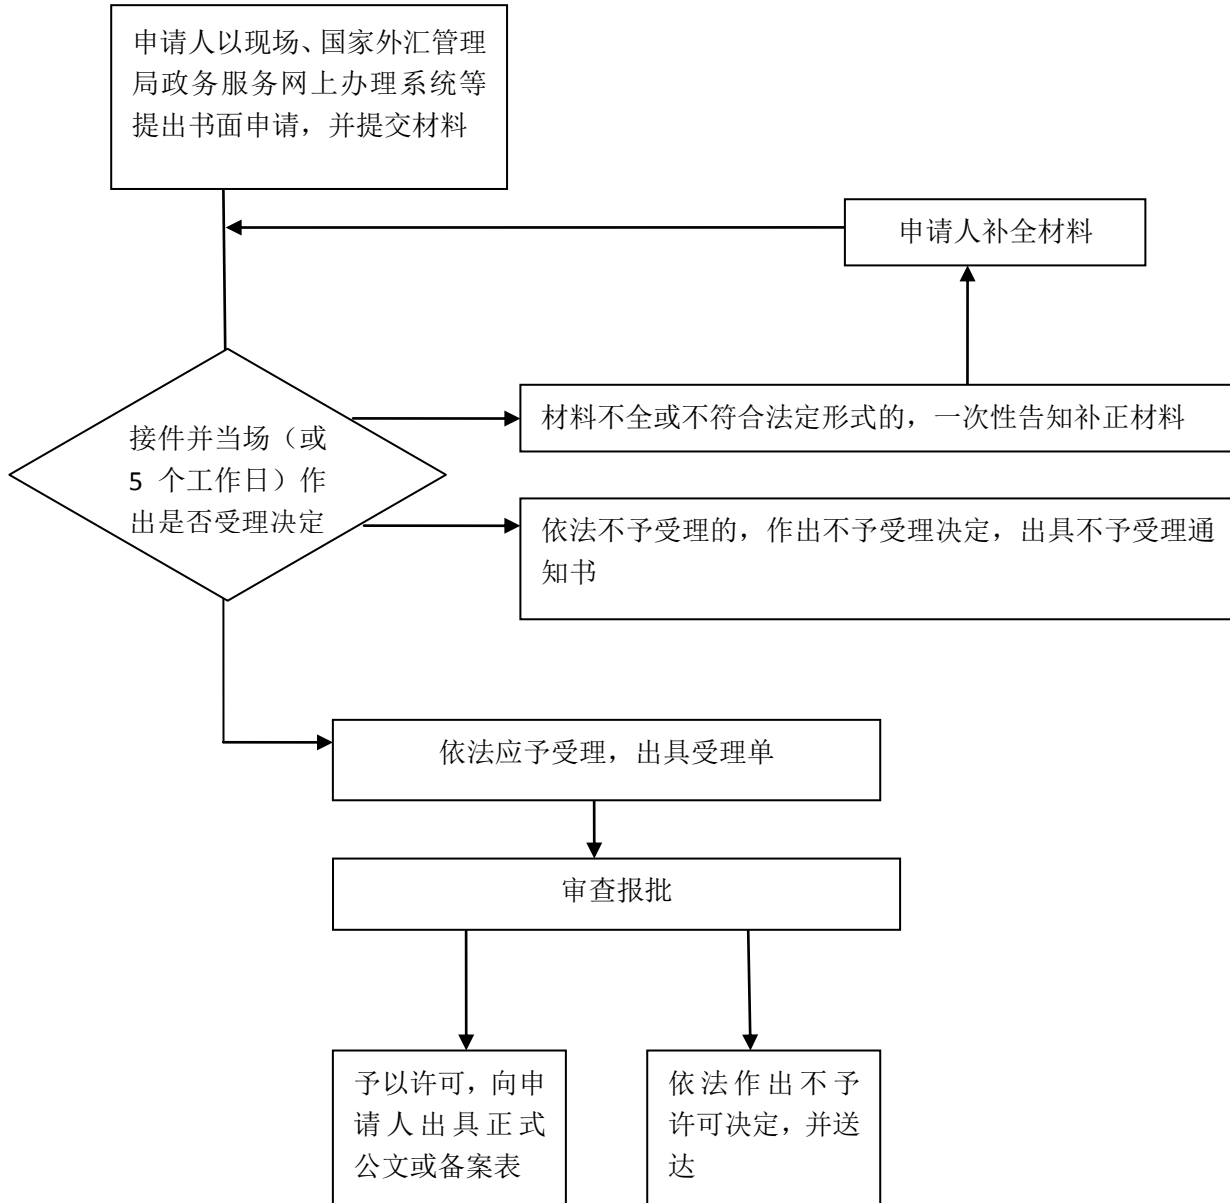 申请人以现场、国家外汇管理
局政务服务网上办理系统等
提出书面申请，并提交材料
申请人补全材料
材料不全或不符合法定形式的，一次性告知补正材料
接件并当场（或
5 个工作日）作
出是否受理决定
依法不予受理的，作出不予受理决定，出具不予受理通
知书
依法应予受理，出具受理单
审查报批
予以许可，向申
请人出具正式
公文或备案表
依法作出不予
许可决定，并送
达